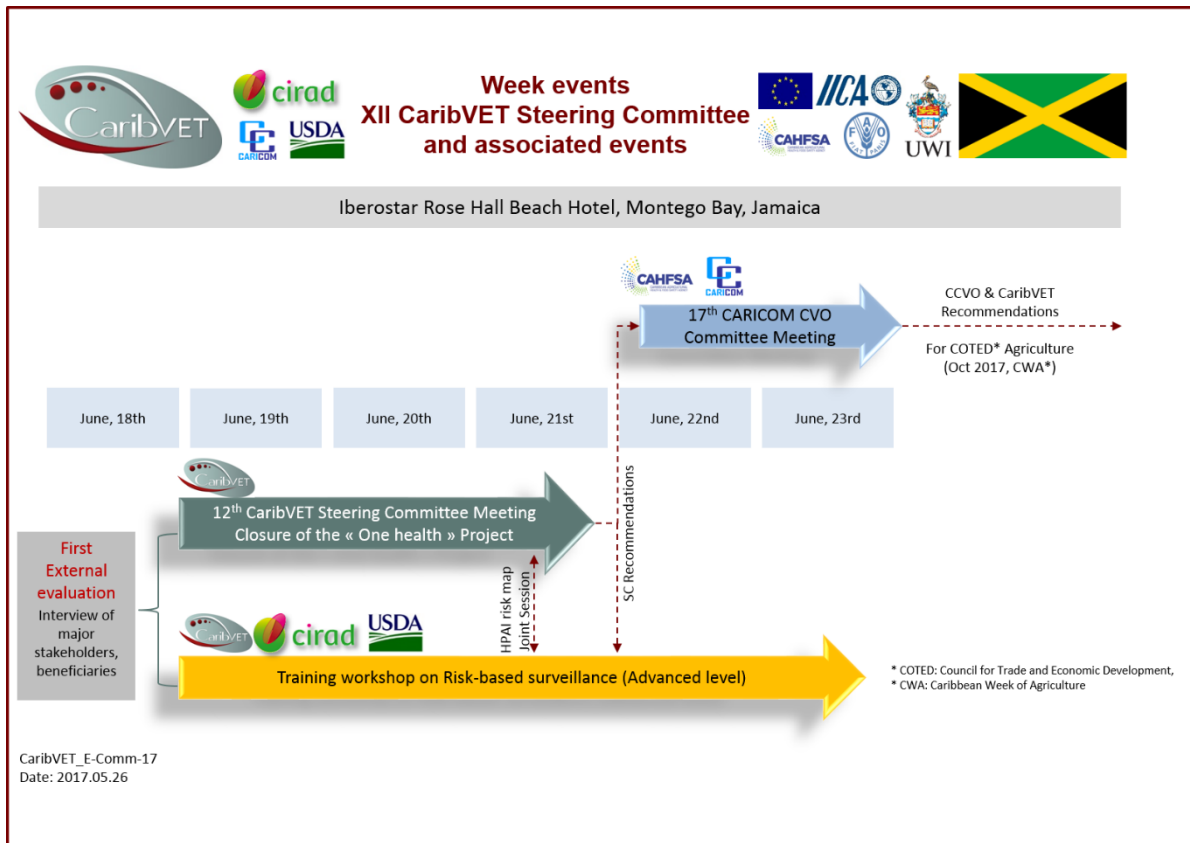 CaribVET
cirad
CARICOM
USDA
Week events
XII CaribVET Steering Committee
and associated events
IICA
CAHFSA
FAO
FIAT PANIS
UWI
Iberostar Rose Hall Beach Hotel, Montego Bay, Jamaica
CAHFSA
CARICOM
17th CARICOM CVO
Committee Meeting
CCVO & CaribVET
Recommendations
For COTED* Agriculture
(Oct 2017, CWA*)
June, 18th
June, 19th
June, 20th
June, 21st
June, 22nd
June, 23rd
CaribVET
12th CaribVET Steering Committee Meeting
Closure of the « One health » Project
First
External
evaluation
Interview of
major
stakeholders,
beneficiaries
HPAI risk map
Joint Session
SC Recommendations
CaribVET
cirad
USDA
Training workshop on Risk-based surveillance (Advanced level)
* COTED: Council for Trade and Economic Development,
* CWA: Caribbean Week of Agriculture
CaribVET_E-Comm-17
Date: 2017.05.26